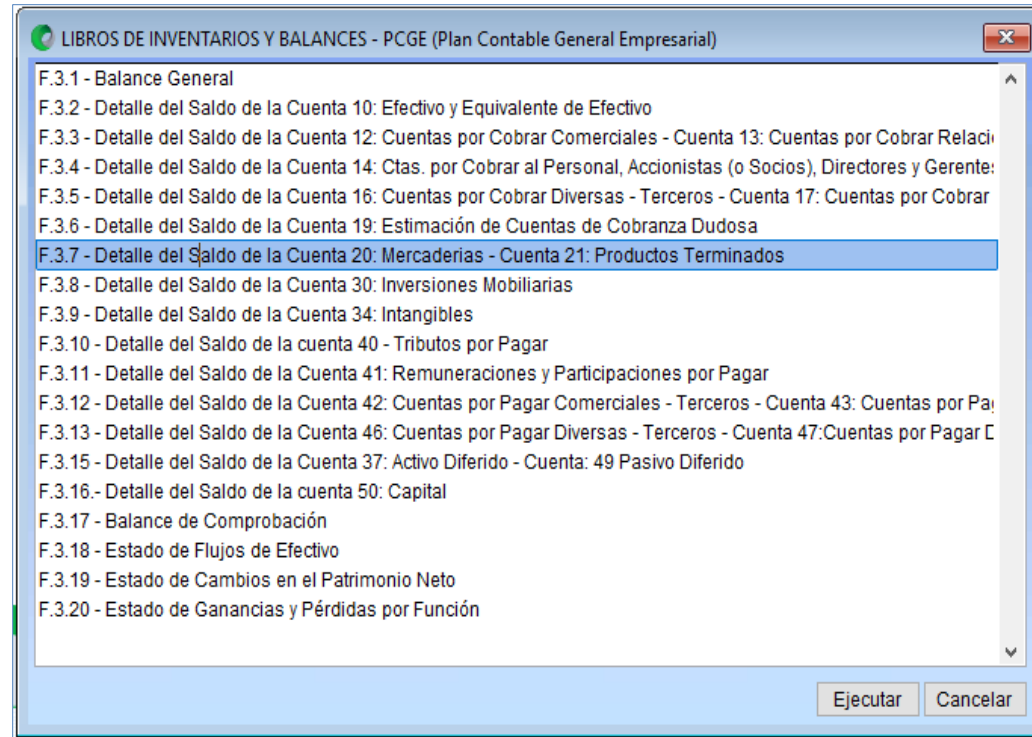 LIBROS DE INVENTARIOS Y BALANCES - PCGE (Plan Contable General Empresarial)
F.3.1 - Balance General
F.3.2 - Detalle del Saldo de la Cuenta 10: Efectivo y Equivalente de Efectivo
F.3.3 - Detalle del Saldo de la Cuenta 12: Cuentas por Cobrar Comerciales - Cuenta 13: Cuentas por Cobrar Relaci
F.3.4 - Detalle del Saldo de la Cuenta 14: Ctas. por Cobrar al Personal, Accionistas (o Socios), Directores y Gerente
F.3.5 - Detalle del Saldo de la Cuenta 16: Cuentas por Cobrar Diversas - Terceros - Cuenta 17: Cuentas por Cobrar
F.3.6 - Detalle del Saldo de la Cuenta 19: Estimación de Cuentas de Cobranza Dudosa
F.3.7 - Detalle del Saldo de la Cuenta 20: Mercaderias - Cuenta 21: Productos Terminados
F.3.8 - Detalle del Saldo de la Cuenta 30: Inversiones Mobiliarias
F.3.9 - Detalle del Saldo de la Cuenta 34: Intangibles
F.3.10 - Detalle del Saldo de la cuenta 40 - Tributos por Pagar
F.3.11 - Detalle del Saldo de la Cuenta 41: Remuneraciones y Participaciones por Pagar
F.3.12 - Detalle del Saldo de la Cuenta 42: Cuentas por Pagar Comerciales - Terceros - Cuenta 43: Cuentas por Pa
F.3.13 - Detalle del Saldo de la Cuenta 46: Cuentas por Pagar Diversas - Terceros - Cuenta 47:Cuentas por Pagar D
F.3.15 - Detalle del Saldo de la Cuenta 37: Activo Diferido - Cuenta: 49 Pasivo Diferido
F.3.16.- Detalle del Saldo de la cuenta 50: Capital
F.3.17 - Balance de Comprobación
F.3.18 - Estado de Flujos de Efectivo
F.3.19 - Estado de Cambios en el Patrimonio Neto
F.3.20 - Estado de Ganancias y Pérdidas por Función
Ejecutar Cancelar